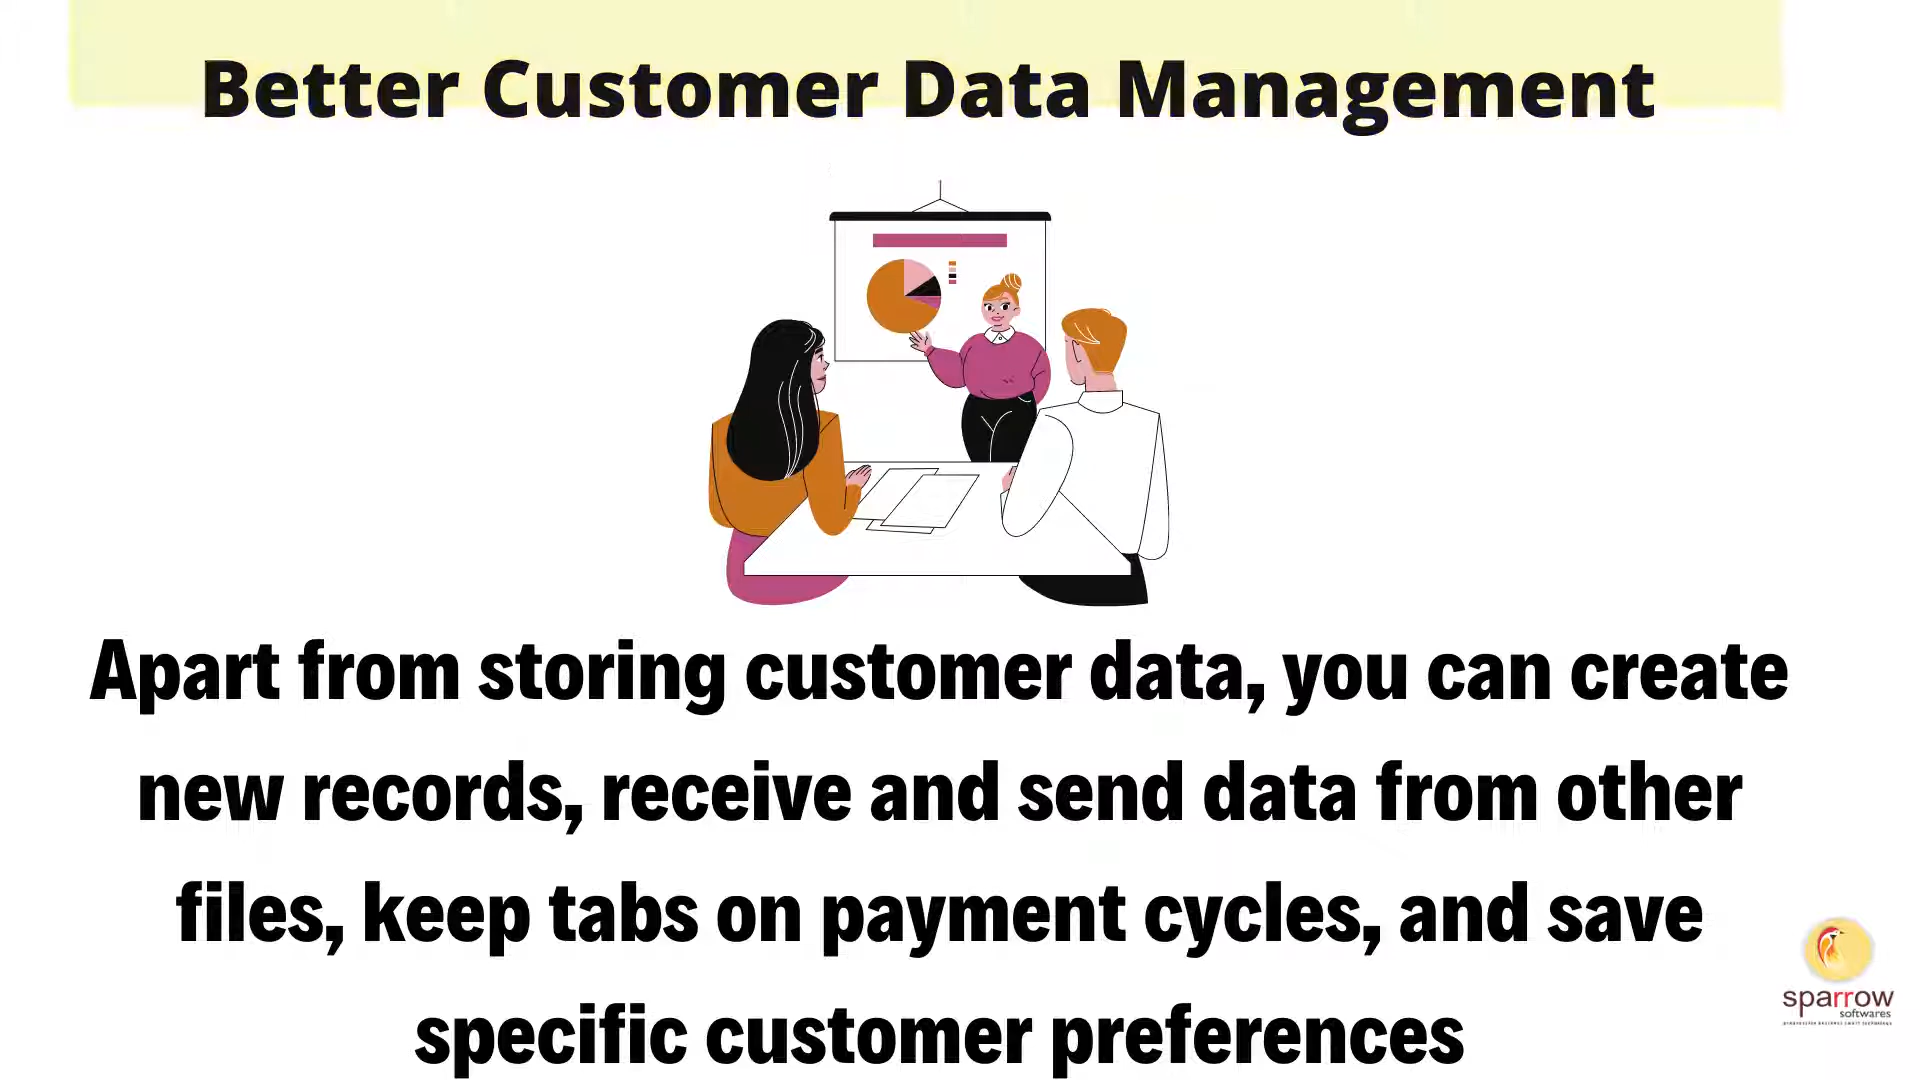 Better Customer Data Management
Apart from storing customer data, you can create
new records, receive and send data from other
files, keep tabs on payment cycles, and save
specific customer preferences
sparrow
softwares